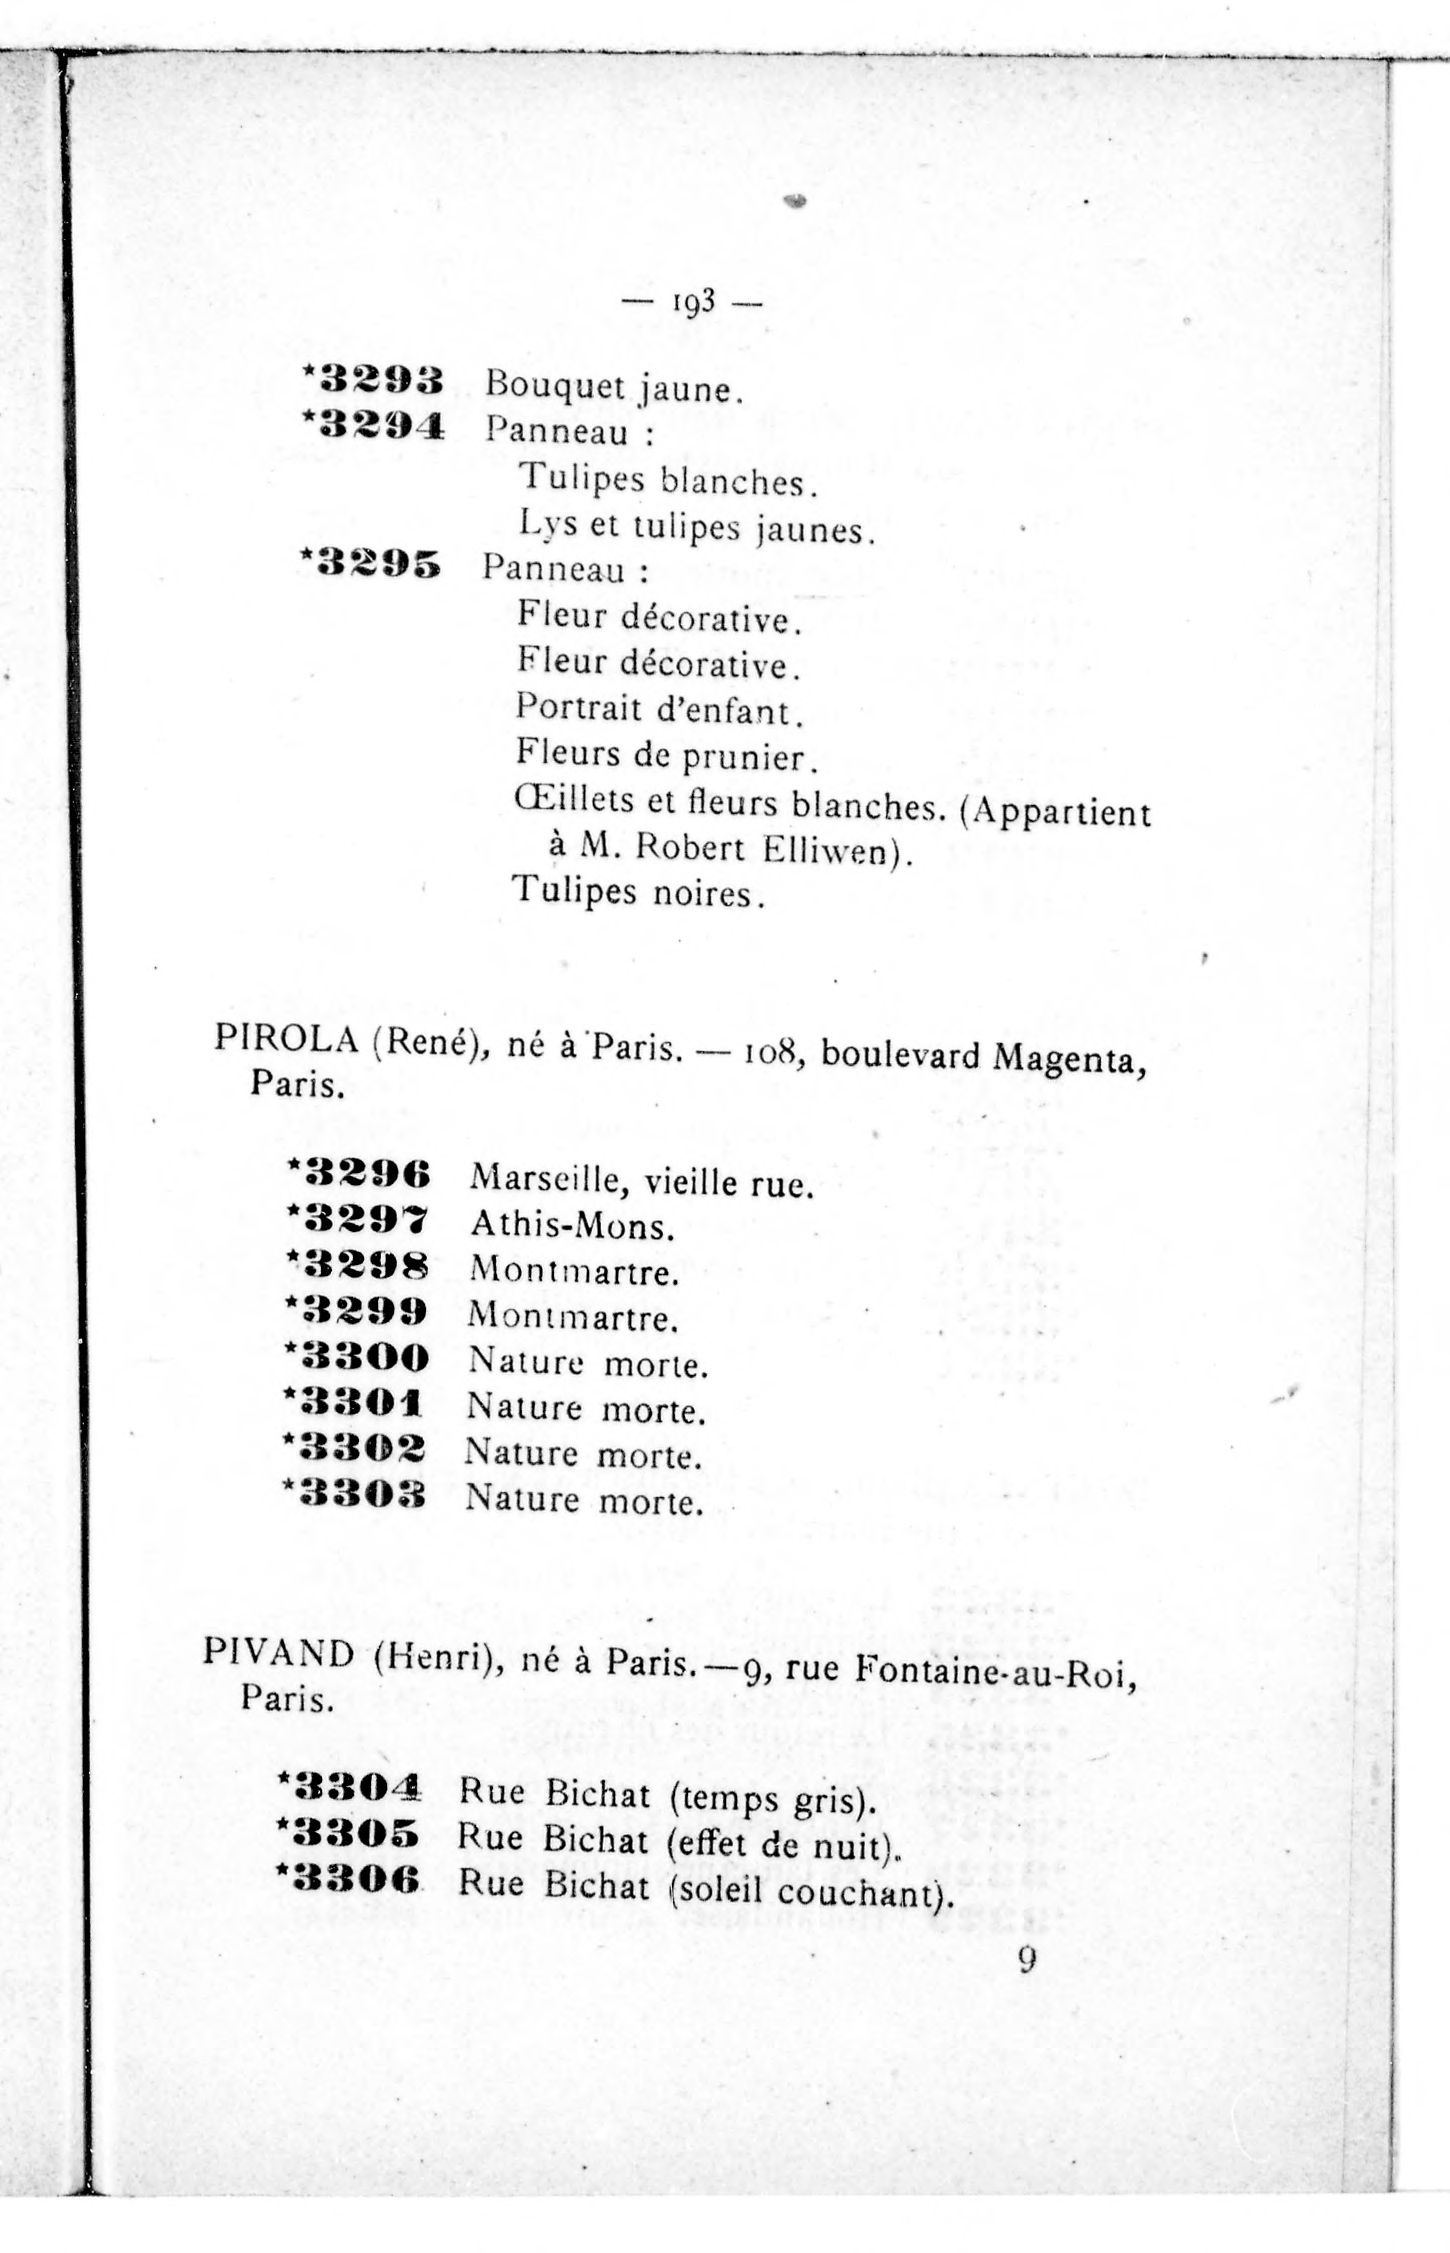 — 193 —
*3293 Bouquet jaune.
*3294 Panneau :
Tulipes blanches.
Lys et tulipes jaunes.
*3295 Panneau :
Fleur décorative.
Fleur décorative.
Portrait d'enfant.
Fleurs de prunier.
Œillets et fleurs blanches. (Appartient
à M. Robert Elliwen).
Tulipes noires.
PIROLA (René), né à Paris. — 108, boulevard Magenta,
Paris.
*3296 Marseille, vieille rue.
*3297 Athis-Mons.
*3298 Montmartre.
*3299 Montmartre.
*3300 Nature morte.
*3301 Nature morte.
*3302 Nature morte.
*3303 Nature morte.
PIVAND (Henri), né à Paris.—9, rue Fontaine-au-Roi,
Paris.
*3304 Rue Bichat (temps gris).
*3305 Rue Bichat (effet de nuit).
*3306 Rue Bichat (soleil couchant).
9